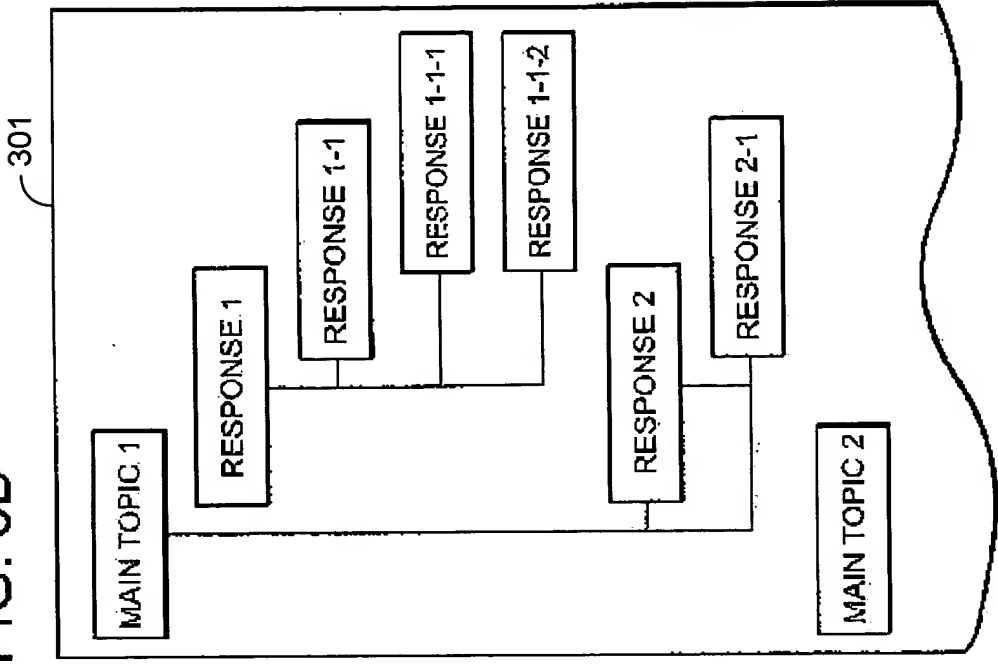 FIG.
301
MAIN TOPIC 1
RESPONSE 1
RESPONSE 1-1
RESPONSE 1-1-1
RESPONSE 1-1-2
RESPONSE 2
RESPONSE 2-1
MAIN TOPIC 2